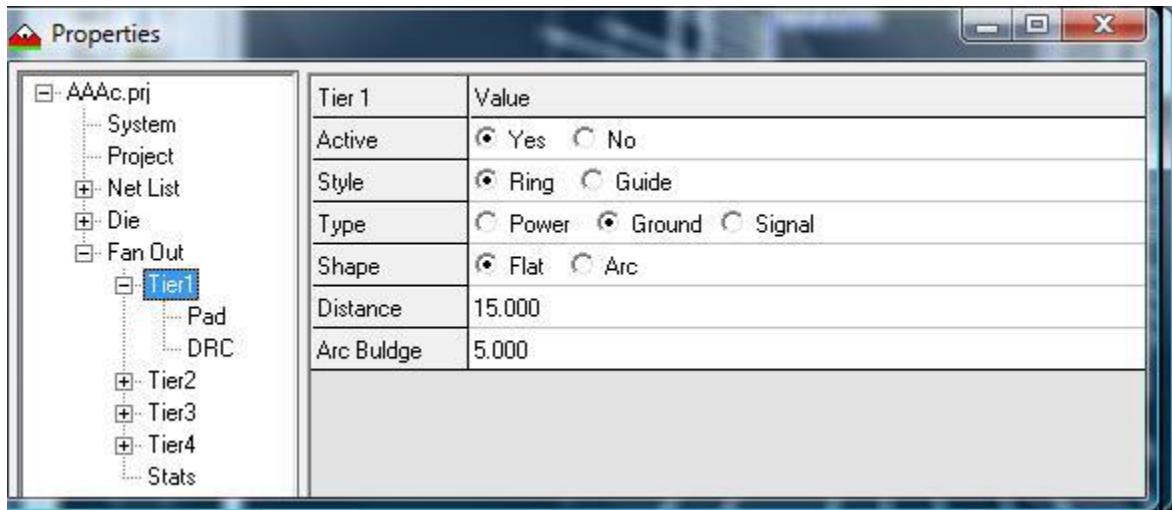 Properties
AAAc.prj
System
Project
Net List
Die
Fan Out
Tier1
Pad
DRC
Tier2
Tier3
Tier4
Stats
Tier 1 Value
Active Yes No
Style Ring Guide
Type Power Ground Signal
Shape Flat Arc
Distance 15.000
Arc Buldge 5.000